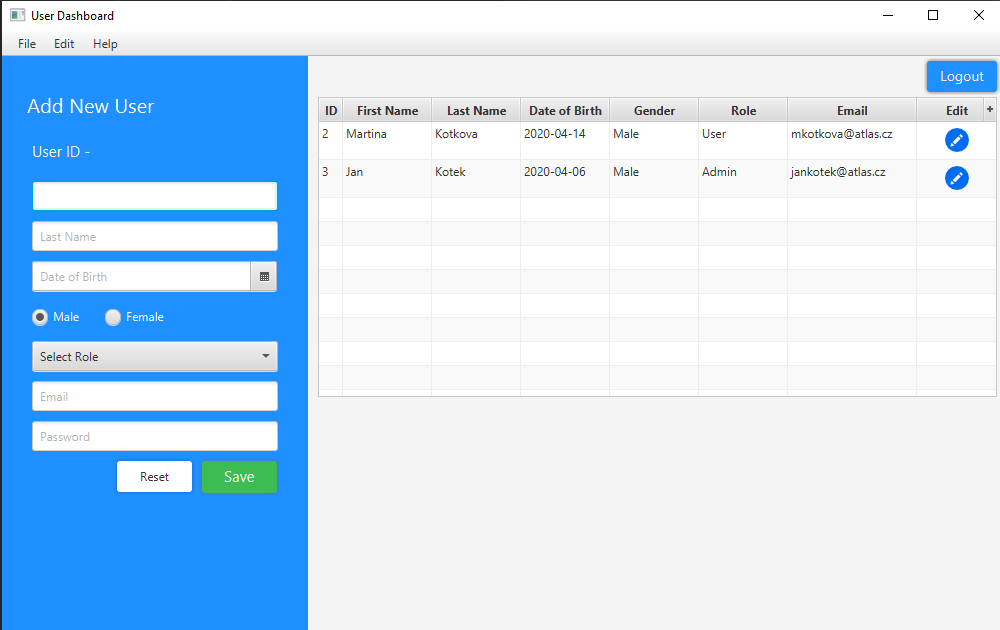 User Dashboard
File Edit Help
Logout
Add New User
User ID -
Last Name
Date of Birth
Male Female
Select Role
Email
Password
Reset Save
ID First Name Last Name Date of Birth Gender Role Email Edit +
2 Martina Kotkova 2020-04-14 Male User mkotkova@atlas.cz
3 Jan Kotek 2020-04-06 Male Admin jankotek@atlas.cz